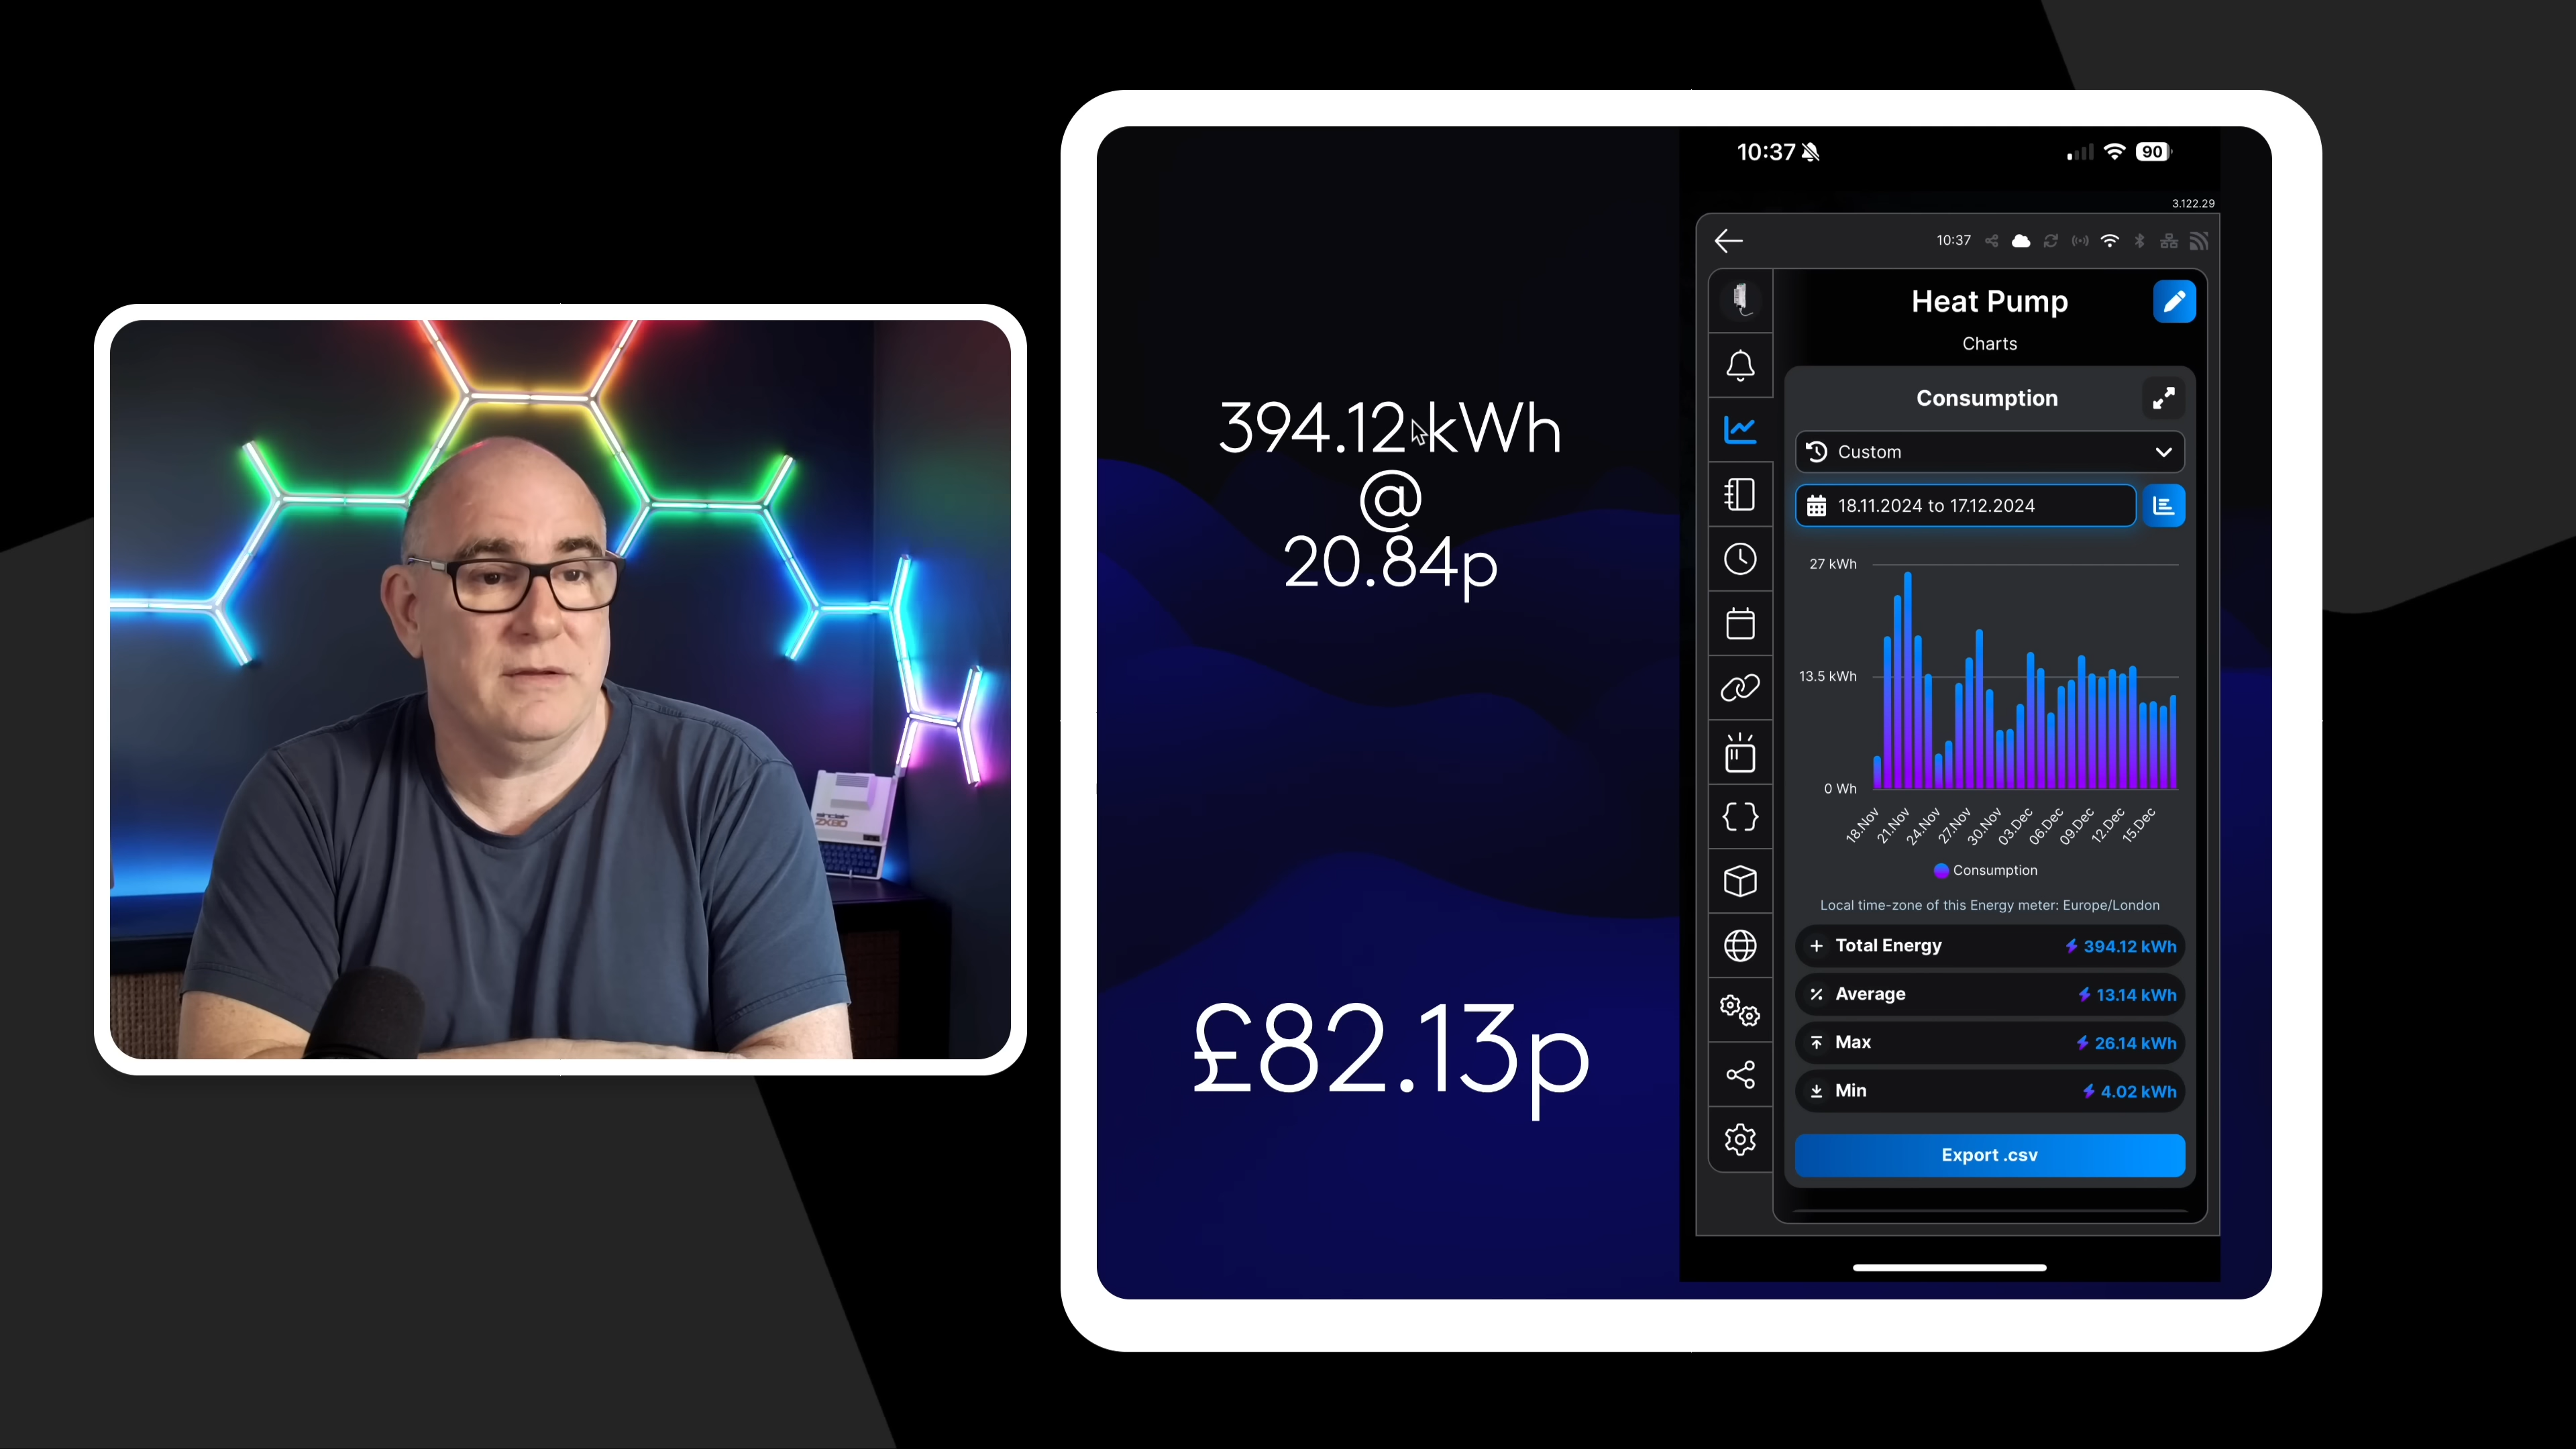 sinclair
ZX80
394.12 kWh
@
20.84p
£82.13p
10:37
90
3.122.29
10:37
Heat Pump
Charts
Consumption
Custom
18.11.2024 to 17.12.2024
27 kWh
13.5 kWh
0 Wh
18.Nov
21.Nov
24.Nov
27.Nov
30.Nov
03.Dec
06.Dec
09.Dec
12.Dec
15.Dec
Consumption
Local time-zone of this Energy meter: Europe/London
Total Energy 394.12 kWh
Average 13.14 kWh
Max 26.14 kWh
Min 4.02 kWh
Export .csv